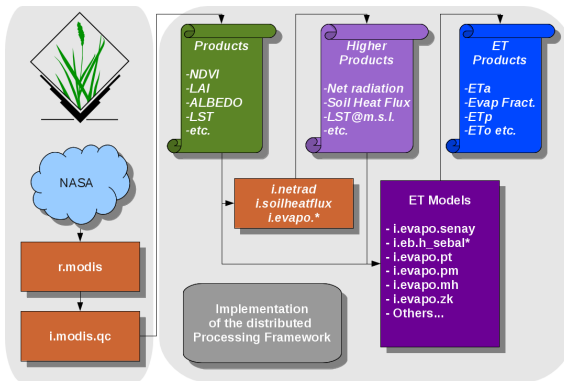 NASA
r.modis
i.modis.qc
Products
-NDVI
-LAI
-ALBEDO
-LST
-etc.
Higher
Products
-Net radiation
-Soil Heat Flux
-LST@m.s.l.
-etc.
ET
Products
-ETa
-Evap Fract.
-ETp
-ETo etc.
i.netrad
i.soilheatflux
i.evapo.*
ET Models
- i.evapo.senay
- i.eb.h_sebal*
- i.evapo.pt
- i.evapo.pm
- i.evapo.mh
- i.evapo.zk
- Others...
Implementation
of the distributed
Processing Framework